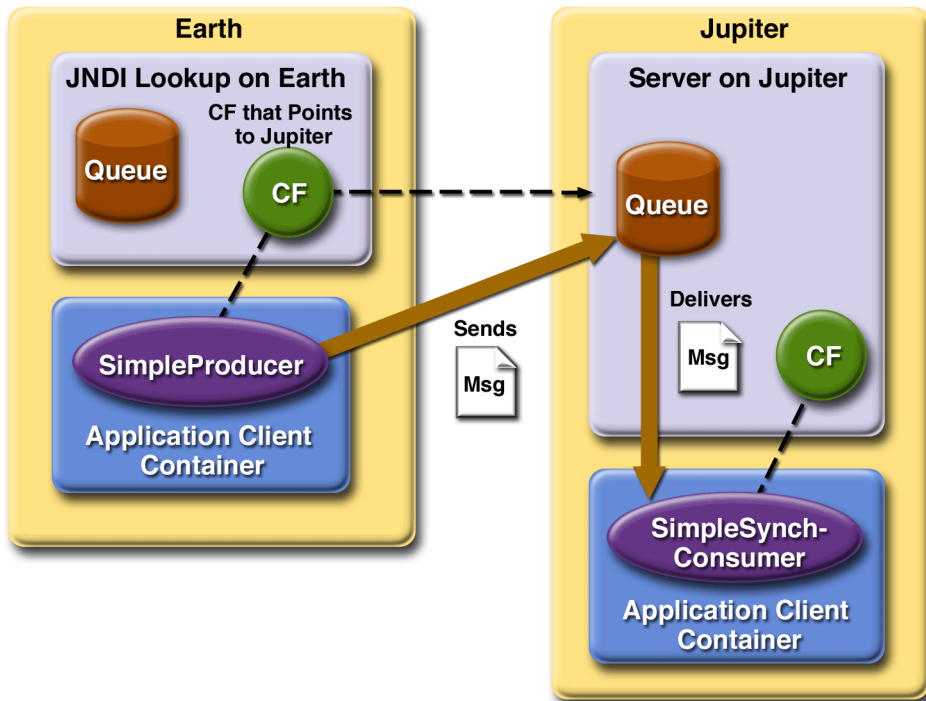 Earth
JNDI Lookup on Earth
CF that Points
to Jupiter
Queue
CF
SimpleProducer
Application Client
Container
Sends
Msg
Jupiter
Server on Jupiter
Queue
Delivers
Msg
CF
SimpleSynch-
Consumer
Application Client
Container